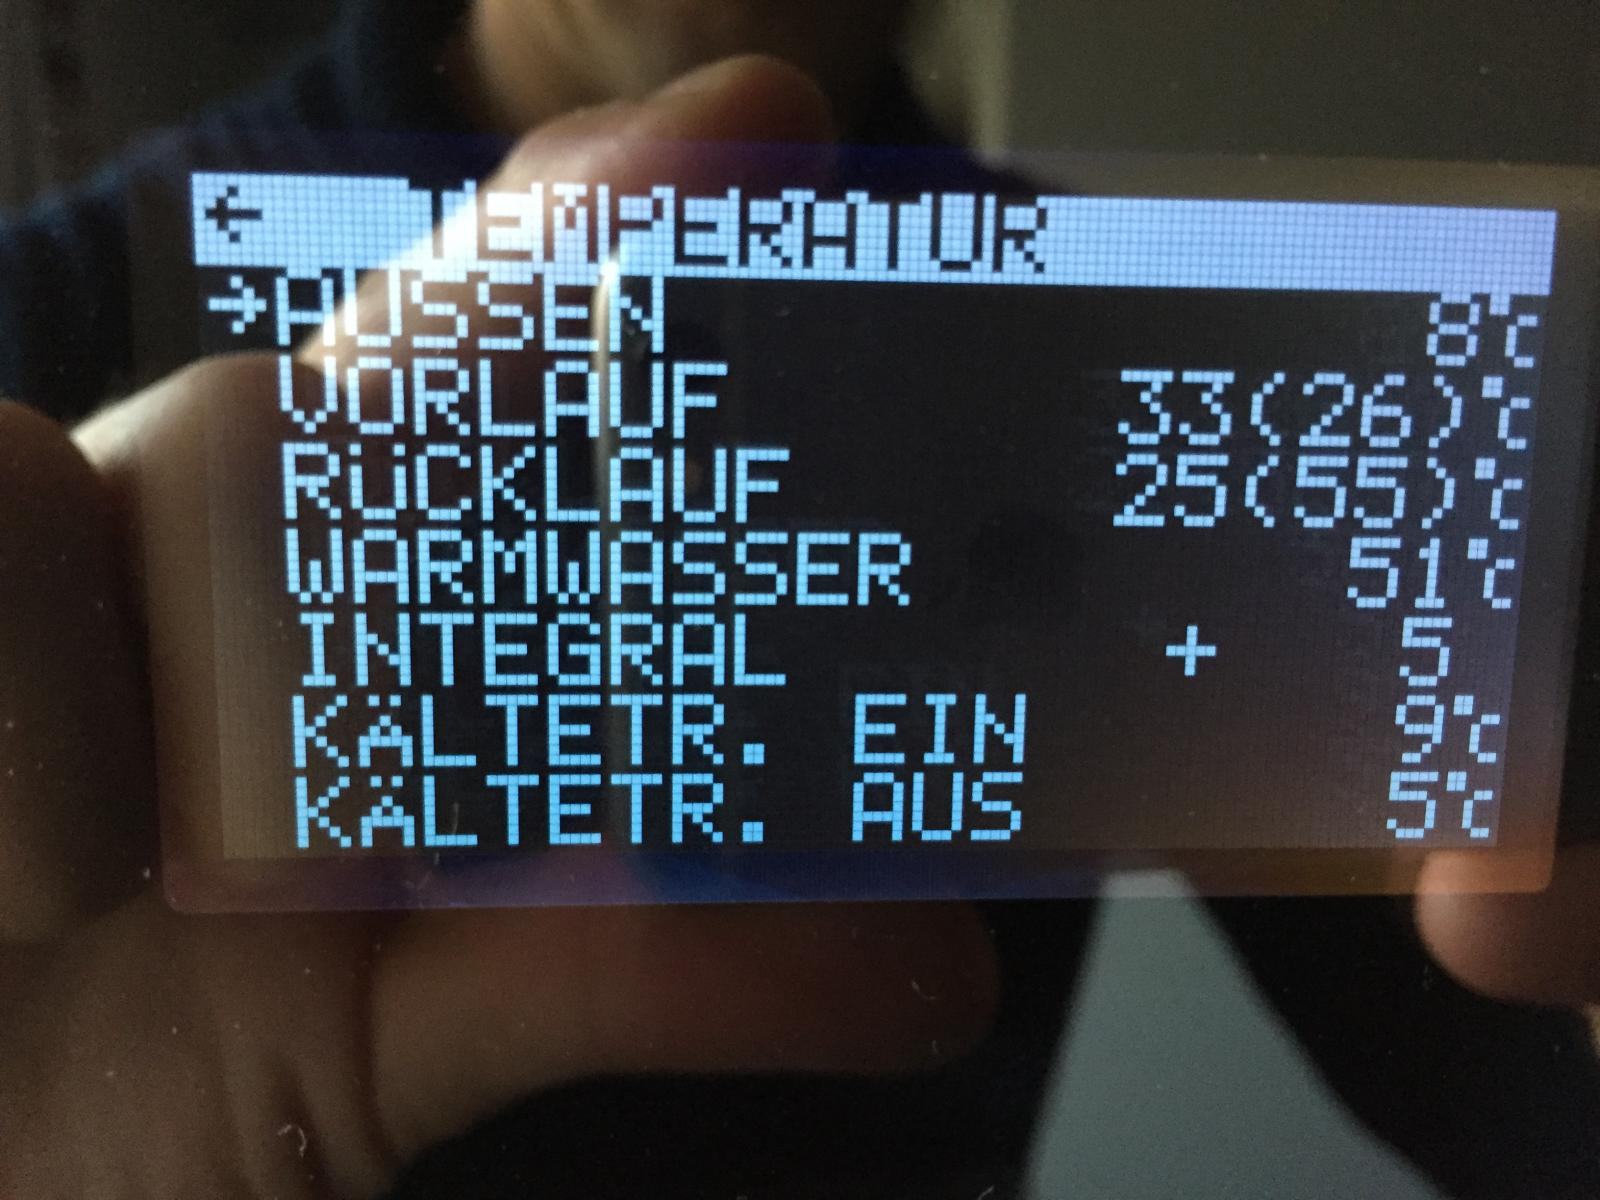 ← TEMPERATUR
→AUSSEN 8°C
VORLAUF 33(26)°C
RÜCKLAUF 25(55)°C
WARMWASSER 51°C
INTEGRAL + 5
KÄLTETR. EIN 9°C
KÄLTETR. AUS 5°C